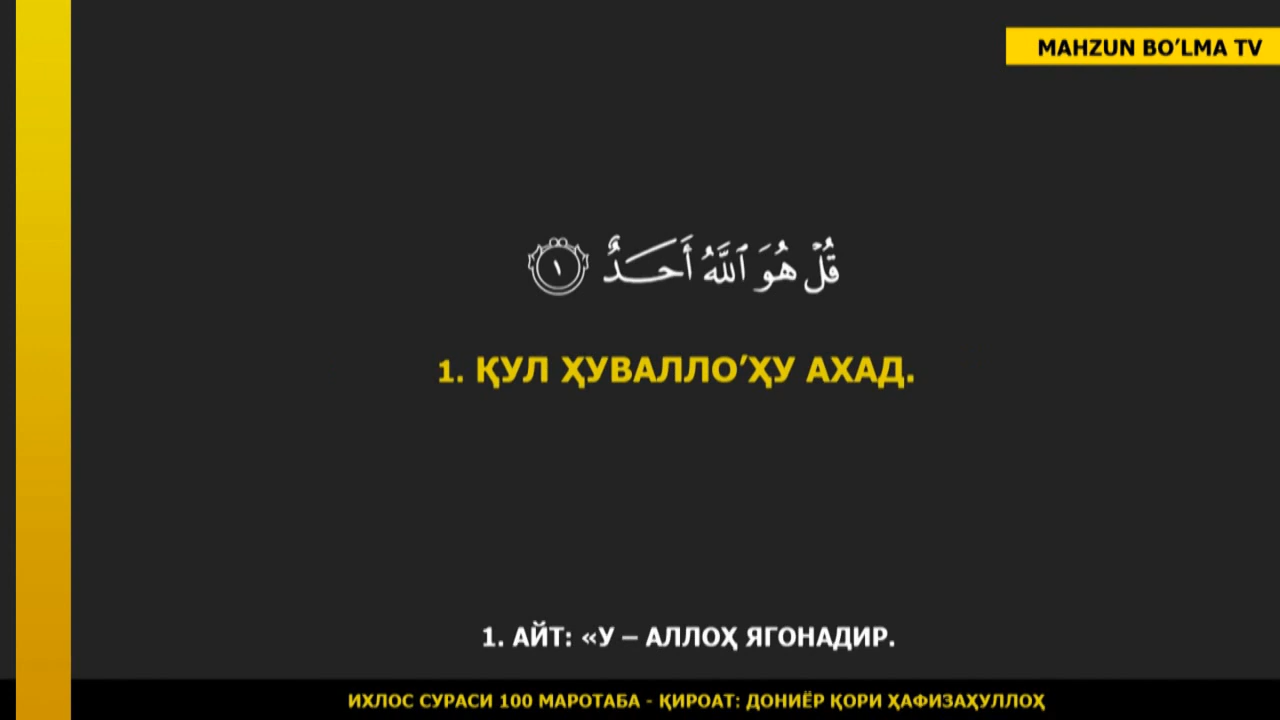 MAHZUN BO’LMA TV
قُلْ هُوَ ٱللَّهُ أَحَدٌ ١
1. ҚУЛ ҲУВАЛЛО’ҲУ АХАД.
1. АЙТ: «У – АЛЛОҲ ЯГОНАДИР.
ИХЛОС СУРАСИ 100 МАРОТАБА - ҚИРОАТ: ДОНИЁР ҚОРИ ҲАФИЗАҲУЛЛОҲ